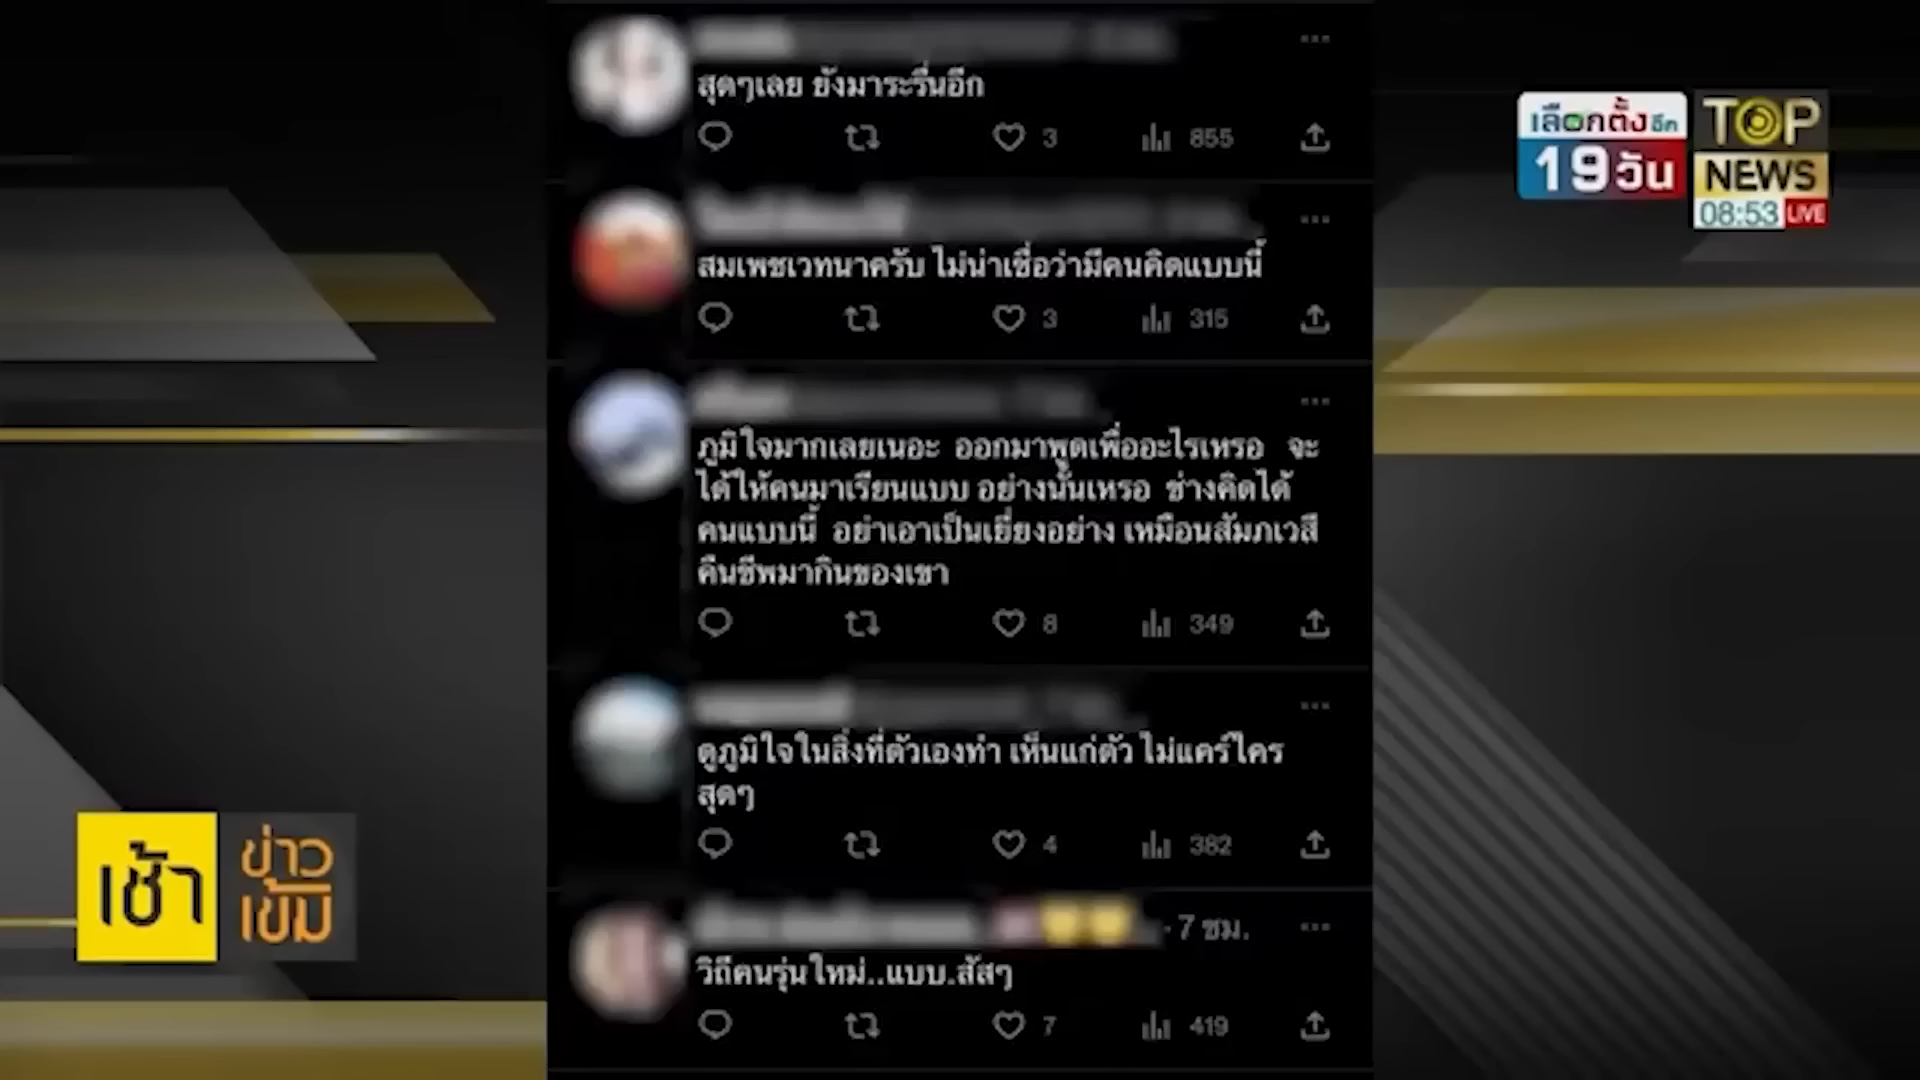 สุดๆเลย ยังมาระรื่นอีก
3 855
สมเพชเวทนาครับ ไม่น่าเชื่อว่ามีคนคิดแบบนี้
3 315
ภูมิใจมากเลยเนอะ ออกมาพูดเพื่ออะไรเหรอ จะ
ได้ให้คนมาเรียนแบบ อย่างนั้นเหรอ ช่างคิดได้
คนแบบนี้ อย่าเอาเป็นเยี่ยงอย่าง เหมือนสัมภเวสี
คืนชีพมากินของเขา
8 349
ดูภูมิใจในสิ่งที่ตัวเองทำ เห็นแก่ตัว ไม่แคร์ใคร
สุดๆ
4 382
· 7 ชม.
วิถีคนรุ่นใหม่..แบบ.สัสๆ
7 419
เลือกตั้งอีก
19 วัน
TOP
NEWS
08:53 LIVE
เช้า
ข่าว
เข้ม